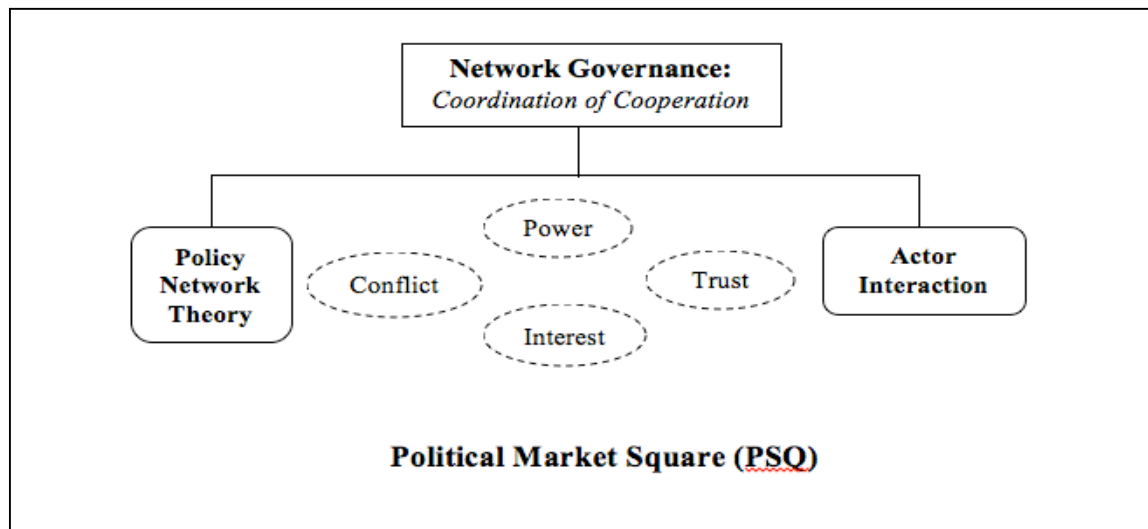 Network Governance:
Coordination of Cooperation
Policy
Network
Theory
Conflict
Power
Interest
Trust
Actor
Interaction
Political Market Square (PSQ)